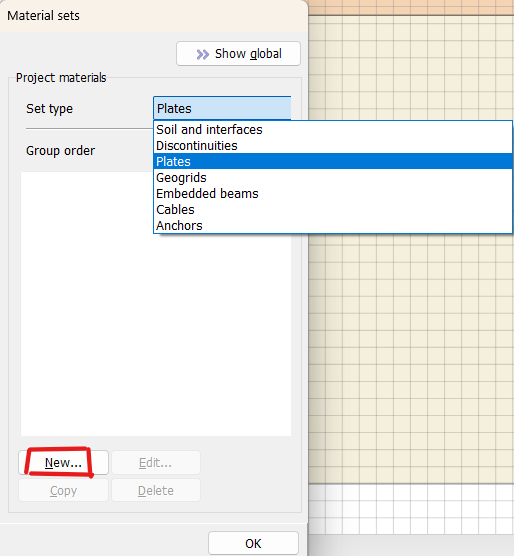 Material sets
Show global
Project materials
Set type
Plates
Soil and interfaces
Discontinuities
Plates
Geogrids
Embedded beams
Cables
Anchors
Group order
New...
Edit...
Copy
Delete
OK